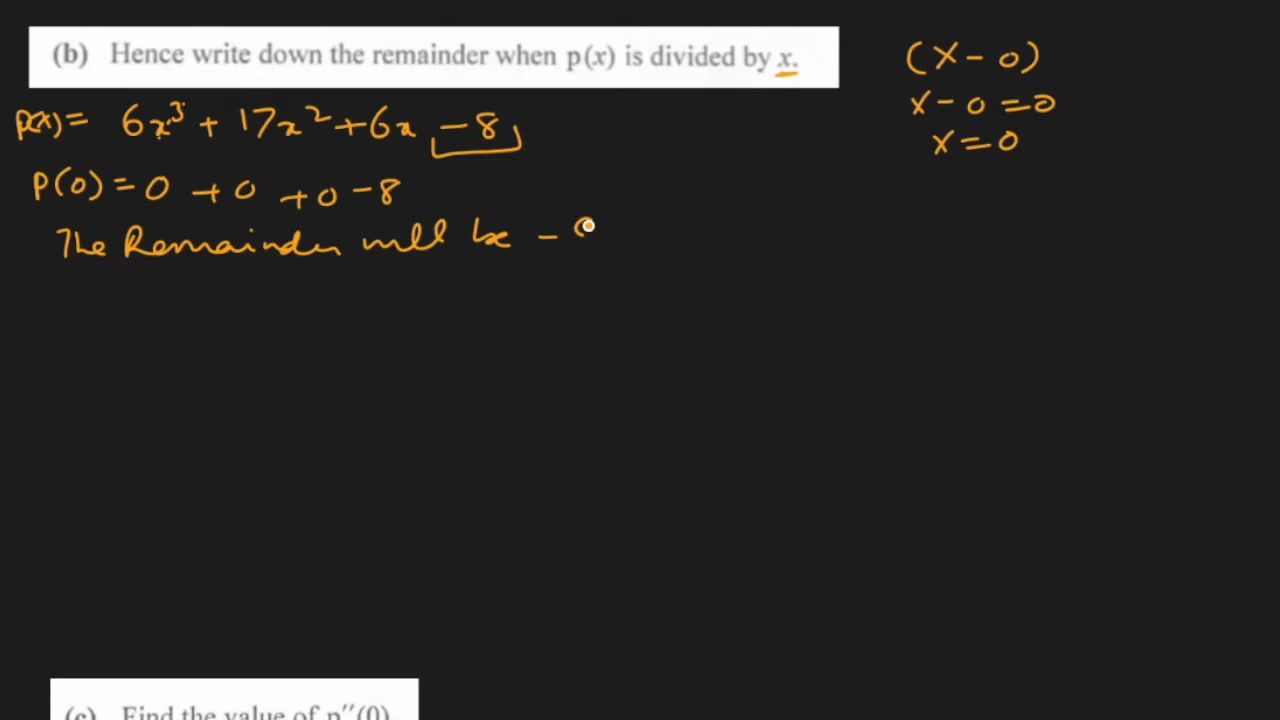 (b) Hence write down the remainder when p(x) is divided by x.
(x - 0)
x - 0 = 0
x = 0
p(x) = 6x³ + 17x² + 6x - 8
P(0) = 0 + 0 + 0 - 8
The Remainder will be -
(c) Find the value of p″(0)